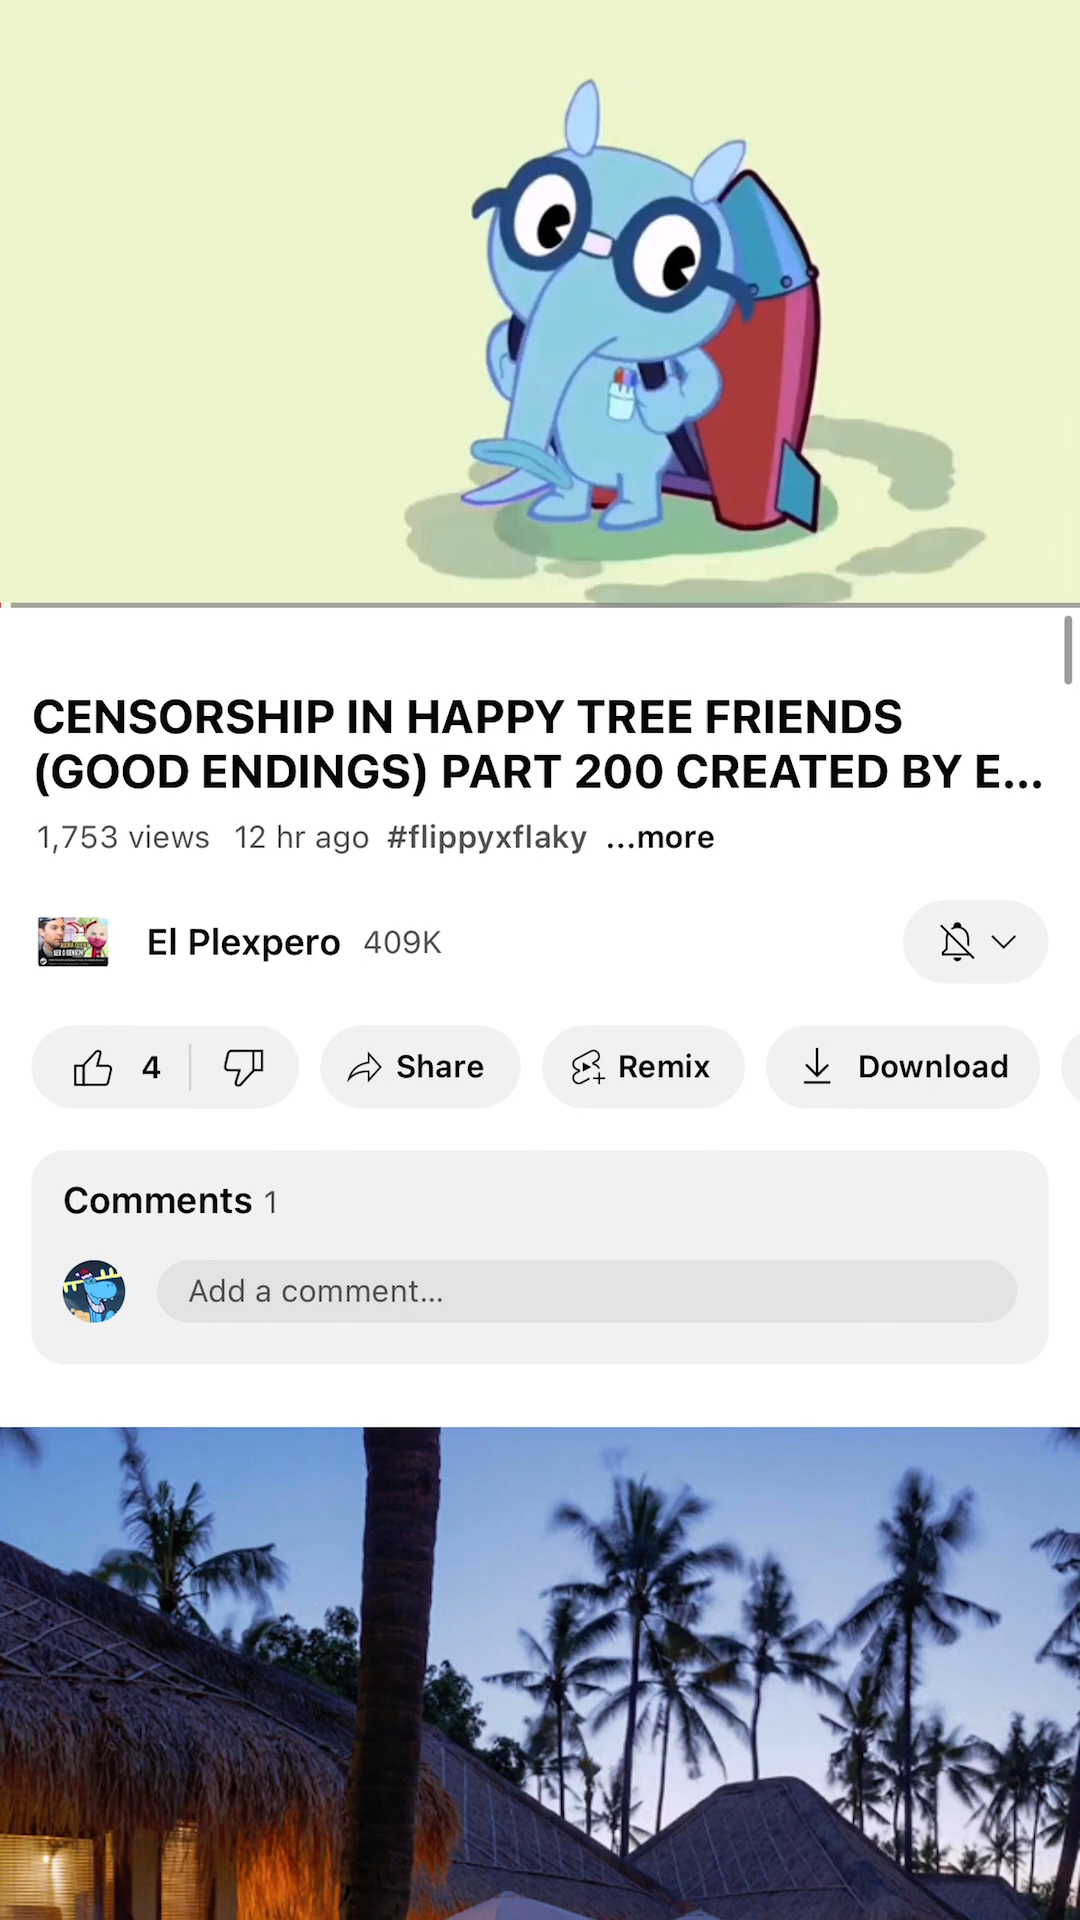 CENSORSHIP IN HAPPY TREE FRIENDS
(GOOD ENDINGS) PART 200 CREATED BY E...
1,753 views 12 hr ago #flippyxflaky ...more
El Plexpero 409K
4 Share Remix Download
Comments 1
Add a comment...